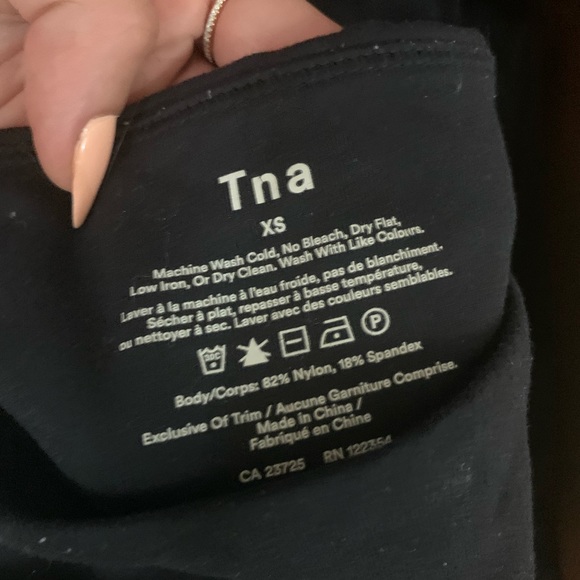 Tna
XS
Machine Wash Cold, No Bleach, Dry Flat,
Low Iron, Or Dry Clean. Wash With Like Colours.
Laver à la machine à l'eau froide, pas de blanchiment.
Sécher à plat, repasser à basse température,
ou nettoyer à sec. Laver avec des couleurs semblables.
30C P
Body/Corps: 82% Nylon, 18% Spandex
Exclusive Of Trim / Aucune Garniture Comprise.
Made in China /
Fabriqué en Chine
CA 23725 RN 122364